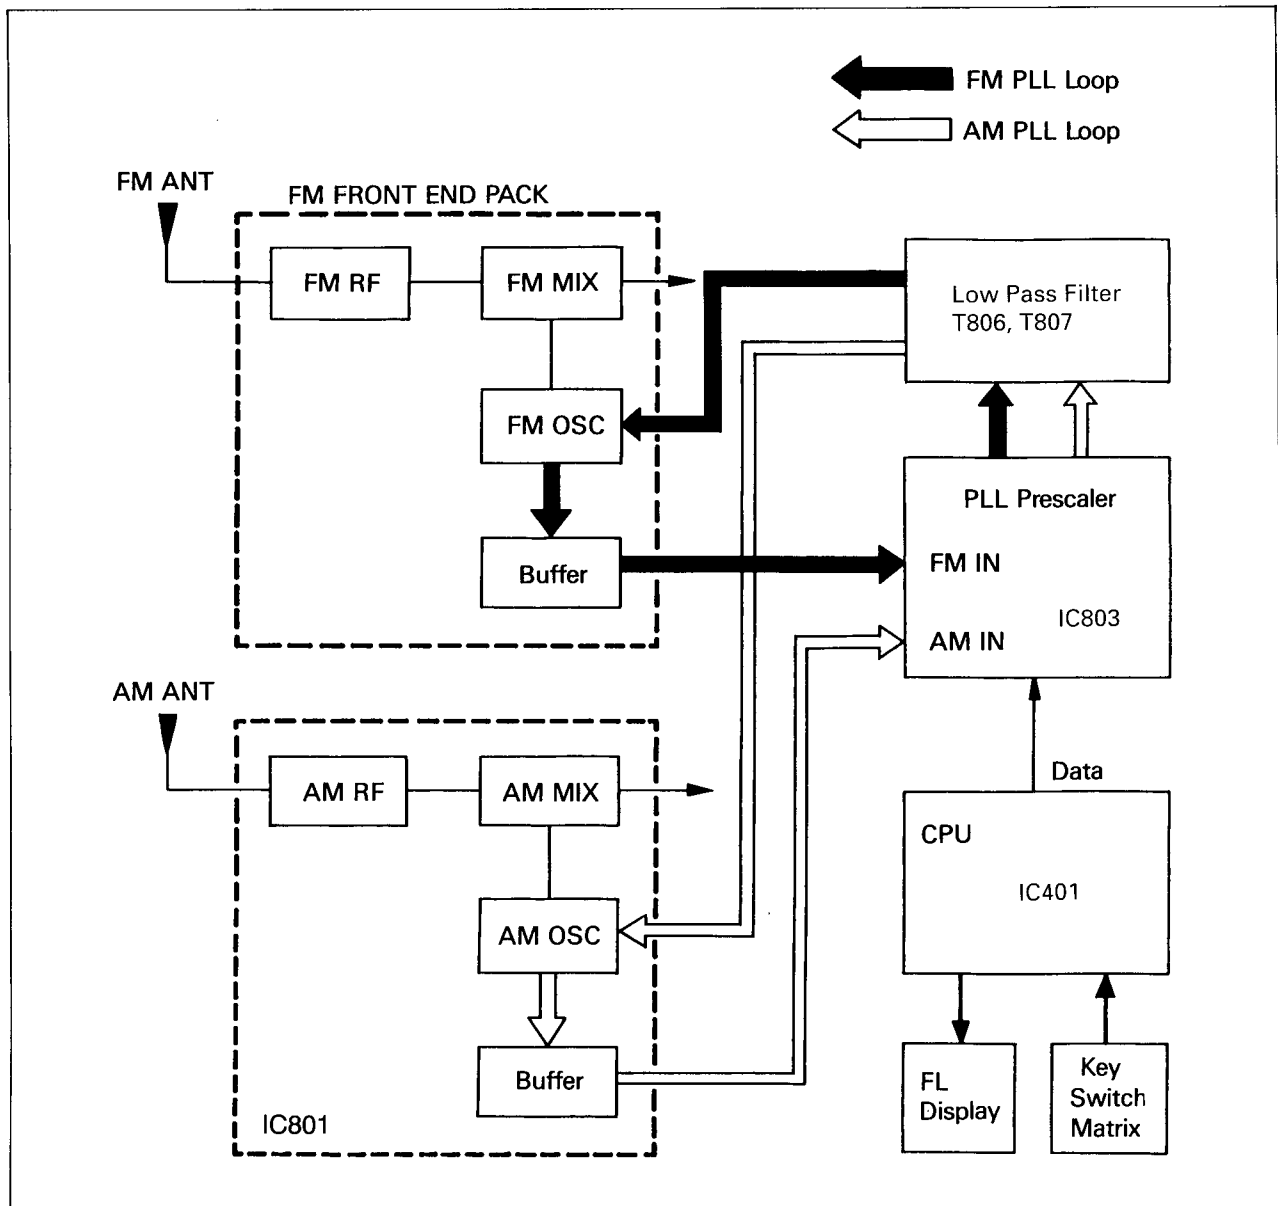 FM PLL Loop
AM PLL Loop
FM ANT
FM FRONT END PACK
FM RF
FM MIX
Low Pass Filter
T806, T807
FM OSC
PLL Prescaler
FM IN
Buffer
IC803
AM IN
AM ANT
AM RF
AM MIX
Data
CPU
IC401
AM OSC
Buffer
IC801
FL
Display
Key
Switch
Matrix